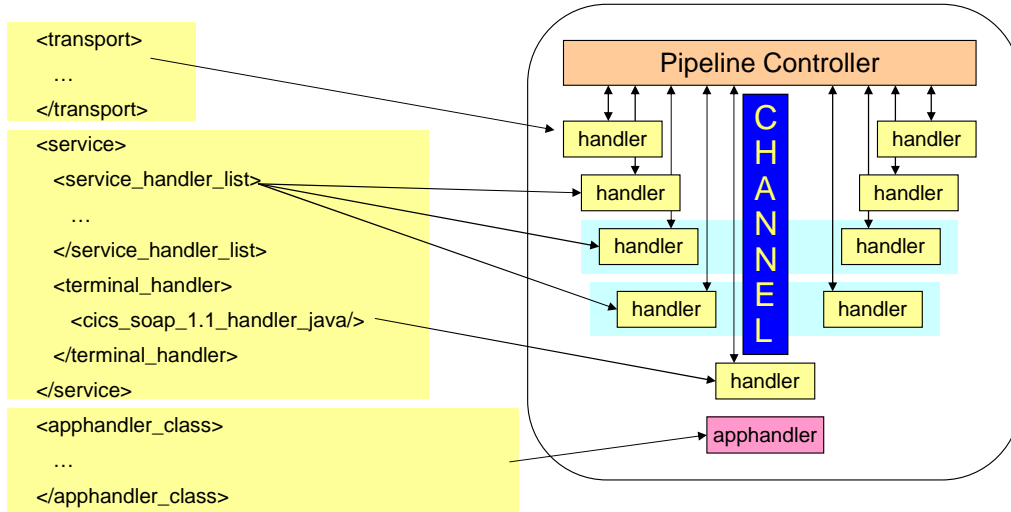 <transport>
…
</transport>
<service>
<service_handler_list>
…
</service_handler_list>
<terminal_handler>
<cics_soap_1.1_handler_java/>
</terminal_handler>
</service>
<apphandler_class>
…
</apphandler_class>
Pipeline Controller
CHANNEL
handler
handler
handler
handler
handler
handler
handler
handler
handler
apphandler